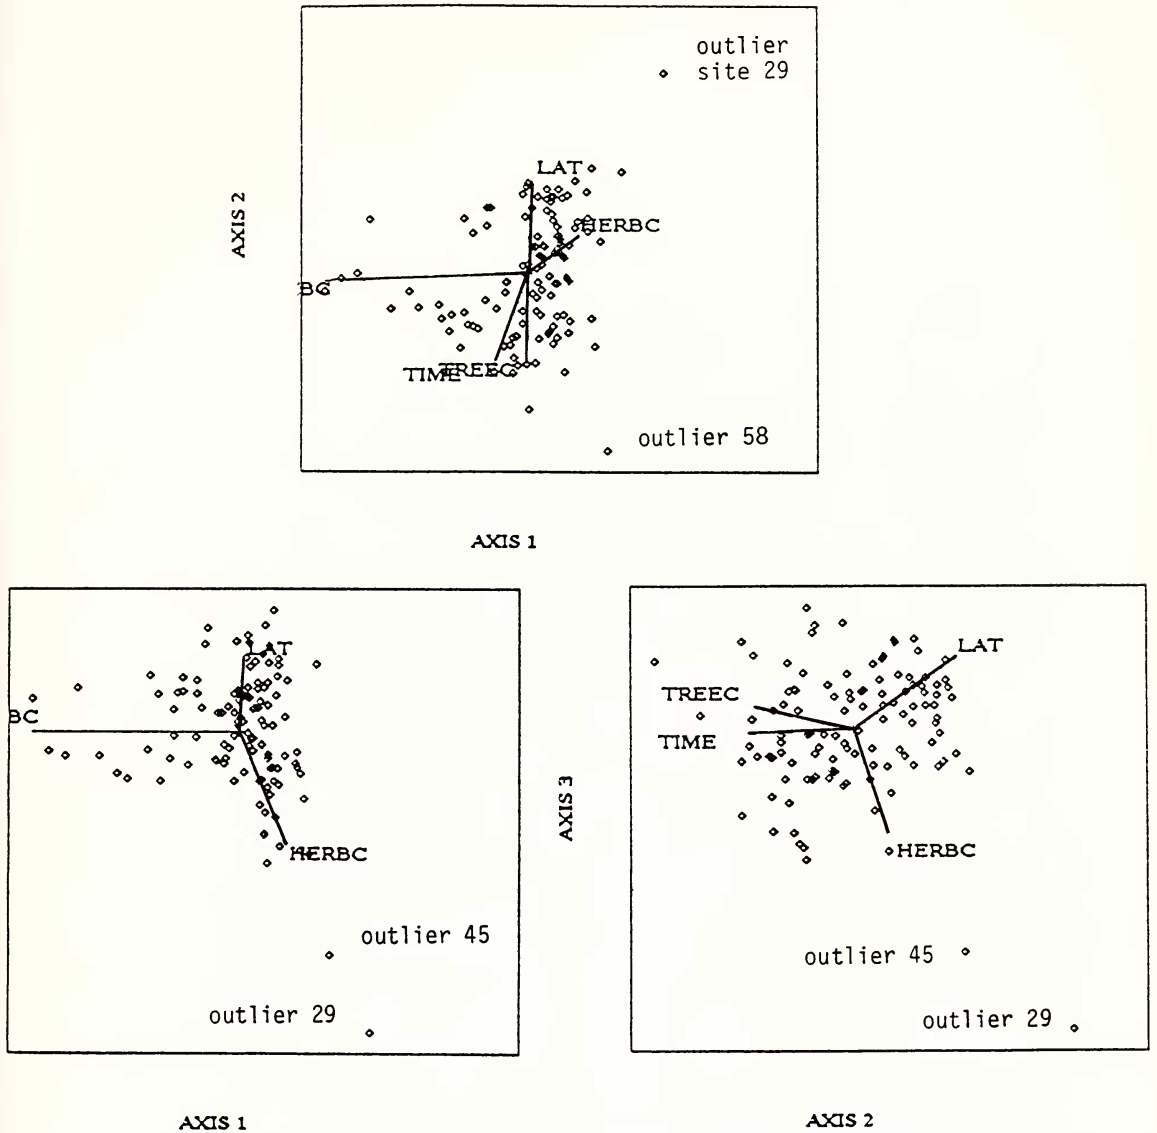 outlier
site 29
LAT
AXIS 2
HERBC
BC
TIME
TREEC
outlier 58
AXIS 1
LAT
BC
HERBC
outlier 45
outlier 29
AXIS 1
AXIS 3
LAT
TREEC
TIME
HERBC
outlier 45
outlier 29
AXIS 2